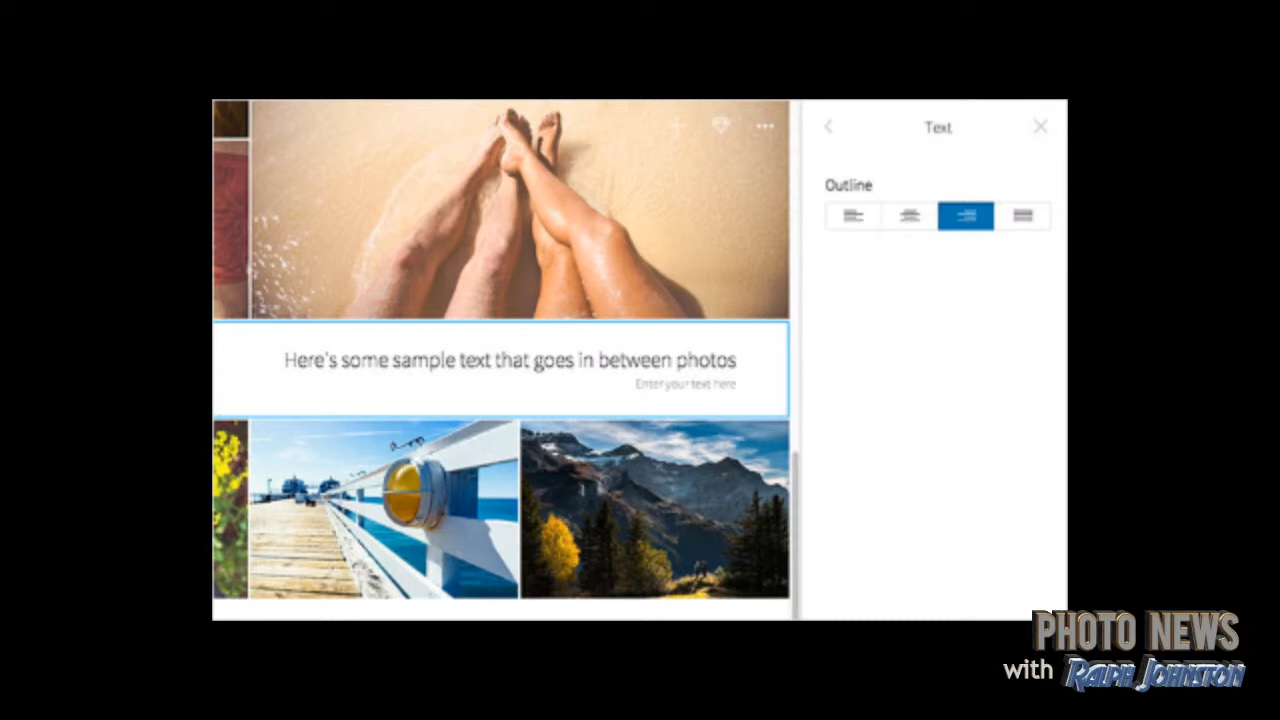 Text
Outline
Here's some sample text that goes in between photos
Enter your text here
PHOTO NEWS
with RALPH JOHNSTON